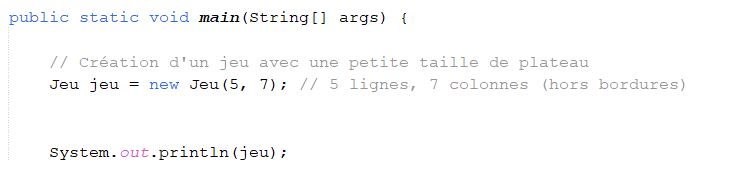 public static void main(String[] args) {
// Création d'un jeu avec une petite taille de plateau
Jeu jeu = new Jeu(5, 7); // 5 lignes, 7 colonnes (hors bordures)
System.out.println(jeu);